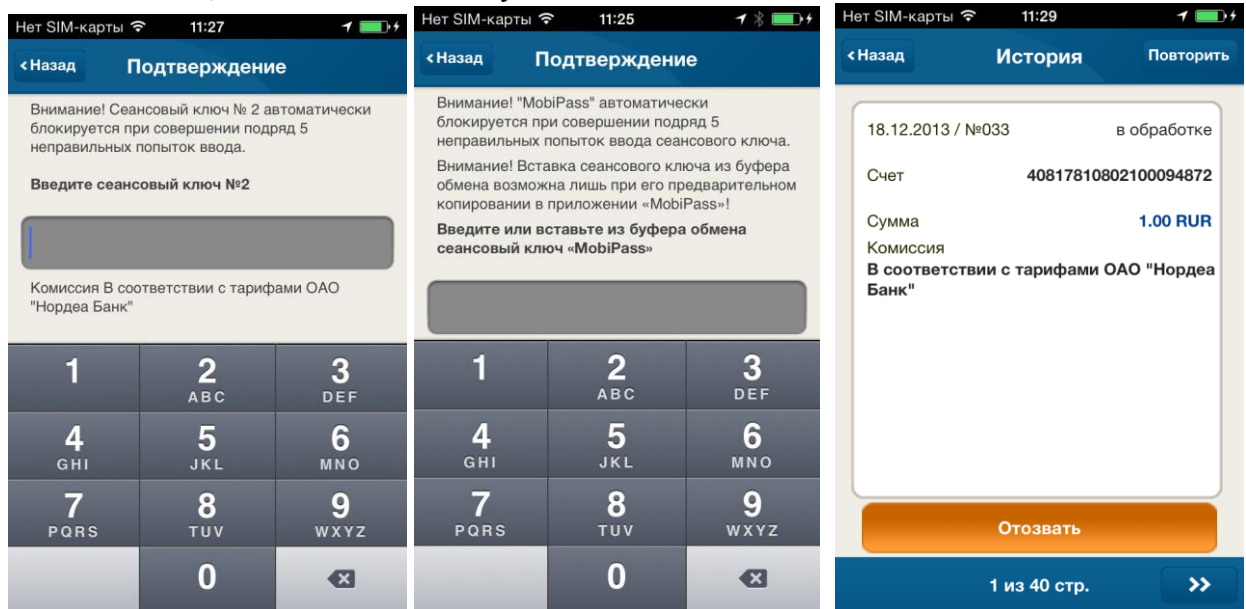 Нет SIM-карты 11:27
‹Назад Подтверждение
Внимание! Сеансовый ключ № 2 автоматически
блокируется при совершении подряд 5
неправильных попыток ввода.
Введите сеансовый ключ №2
Комиссия В соответствии с тарифами ОАО
"Нордеа Банк"
1 2 3
ABC DEF
4 5 6
GHI JKL MNO
7 8 9
PQRS TUV WXYZ
0
Нет SIM-карты 11:25
‹Назад Подтверждение
Внимание! "MobiPass" автоматически
блокируется при совершении подряд 5
неправильных попыток ввода сеансового ключа.
Внимание! Вставка сеансового ключа из буфера
обмена возможна лишь при его предварительном
копировании в приложении «MobiPass»!
Введите или вставьте из буфера обмена
сеансовый ключ «MobiPass»
1 2 3
ABC DEF
4 5 6
GHI JKL MNO
7 8 9
PQRS TUV WXYZ
0
Нет SIM-карты 11:29
‹Назад История Повторить
18.12.2013 / №033 в обработке
Счет 40817810802100094872
Сумма 1.00 RUR
Комиссия
В соответствии с тарифами ОАО "Нордеа
Банк"
Отозвать
1 из 40 стр. »